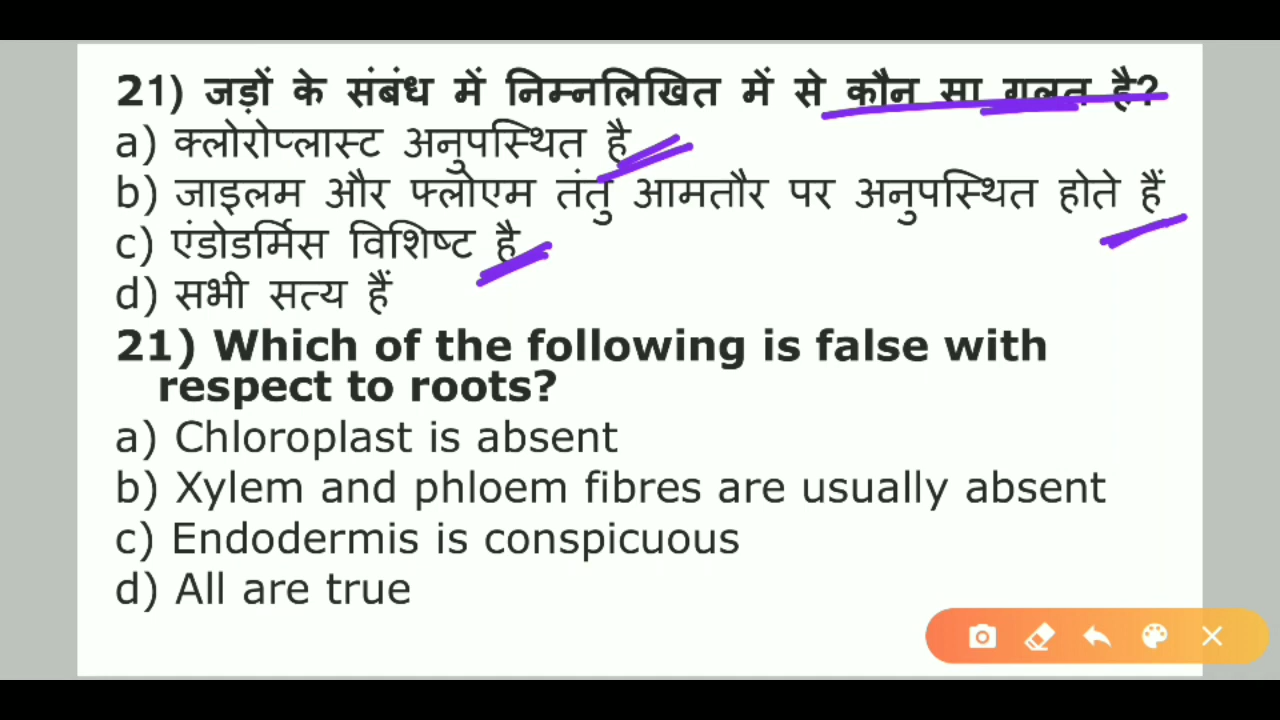 21) जड़ों के संबंध में निम्नलिखित में से कौन सा गलत है?
a) क्लोरोप्लास्ट अनुपस्थित है
b) जाइलम और फ्लोएम तंतु आमतौर पर अनुपस्थित होते हैं
c) एंडोडर्मिस विशिष्ट है
d) सभी सत्य हैं
21) Which of the following is false with
respect to roots?
a) Chloroplast is absent
b) Xylem and phloem fibres are usually absent
c) Endodermis is conspicuous
d) All are true